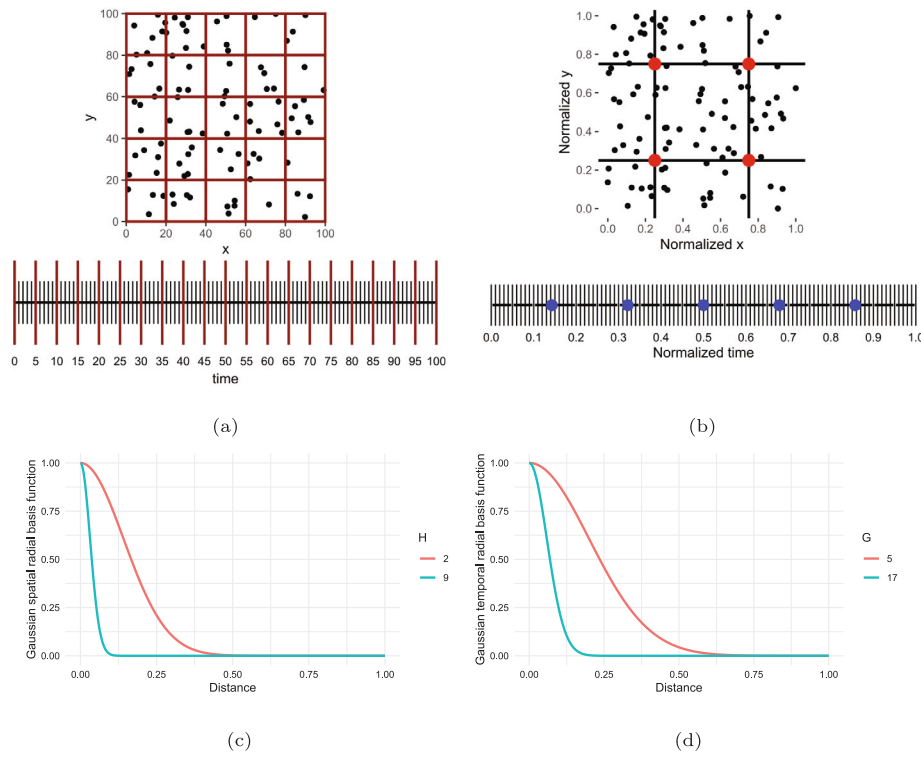 100
80
60
40
20
0
y
0 20 40 60 80 100
x
0 5 10 15 20 25 30 35 40 45 50 55 60 65 70 75 80 85 90 95 100
time
(a)
1.0
0.8
0.6
0.4
0.2
0.0
Normalized y
0.0 0.2 0.4 0.6 0.8 1.0
Normalized x
0.0 0.1 0.2 0.3 0.4 0.5 0.6 0.7 0.8 0.9 1.0
Normalized time
(b)
1.00
0.75
0.50
0.25
0.00
Gaussian spatial radial basis function
0.00 0.25 0.50 0.75 1.00
Distance
H
2
9
(c)
1.00
0.75
0.50
0.25
0.00
Gaussian temporal radial basis function
0.00 0.25 0.50 0.75 1.00
Distance
G
5
17
(d)